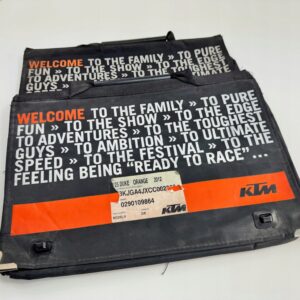 WELCOME TO THE FAMILY » TO PURE
FUN » TO THE SHOW » TO THE EDGE
TO ADVENTURES » TO THE TOUGHEST
GUYS »
ULTIMATE
WELCOME TO THE FAMILY » TO PURE
FUN » TO THE SHOW » TO THE EDGE
TO ADVENTURES » TO THE TOUGHEST
GUYS » TO AMBITION » TO ULTIMATE
SPEED » TO THE FESTIVAL » TO THE
FEELING BEING “READY TO RACE” ...
DUKE ORANGE 2012
0290109864
KTM
KTM